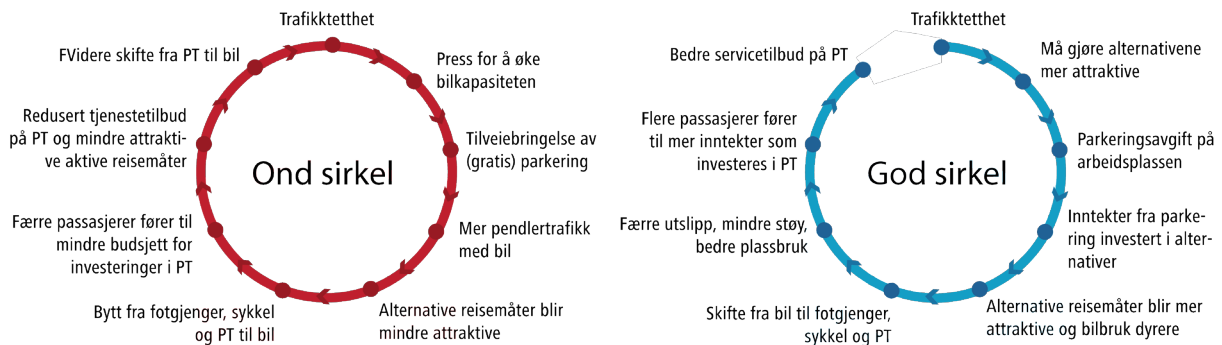 Trafikktetthet
Press for å øke
bilkapasiteten
Tilveiebringelse av
(gratis) parkering
Mer pendlertrafikk
med bil
Alternative reisemåter blir
mindre attraktive
Bytt fra fotgjenger, sykkel
og PT til bil
Færre passasjerer fører til
mindre budsjett for
investeringer i PT
Redusert tjenestetilbud
på PT og mindre attrakti-
ve aktive reisemåter
FVidere skifte fra PT til bil
Ond sirkel
Trafikktetthet
Må gjøre alternativene
mer attraktive
Parkeringsavgift på
arbeidsplassen
Inntekter fra parke-
ring investert i alter-
nativer
Alternative reisemåter blir mer
attraktive og bilbruk dyrere
Skifte fra bil til fotgjenger,
sykkel og PT
Færre utslipp, mindre støy,
bedre plassbruk
Flere passasjerer fører
til mer inntekter som
investeres i PT
Bedre servicetilbud på PT
God sirkel